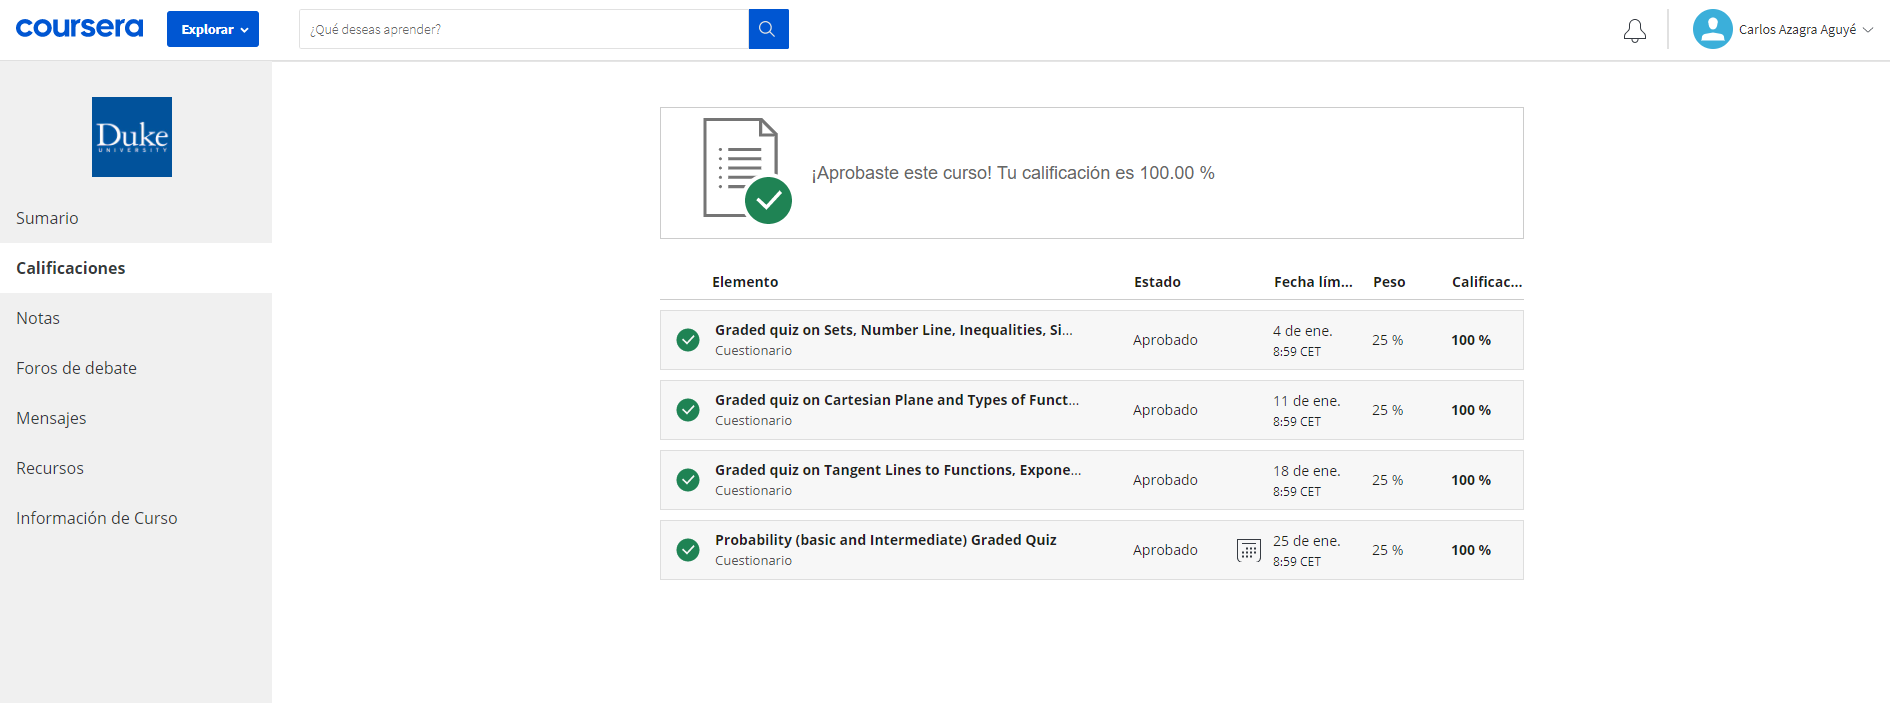 coursera
Explorar
¿Qué deseas aprender?
Carlos Azagra Aguyé
Duke
UNIVERSITY
Sumario
Calificaciones
Notas
Foros de debate
Mensajes
Recursos
Información de Curso
¡Aprobaste este curso! Tu calificación es 100.00 %
Elemento Estado Fecha lím... Peso Calificac...
Graded quiz on Sets, Number Line, Inequalities, Si...
Cuestionario
Aprobado
4 de ene.
8:59 CET
25 %
100 %
Graded quiz on Cartesian Plane and Types of Funct...
Cuestionario
Aprobado
11 de ene.
8:59 CET
25 %
100 %
Graded quiz on Tangent Lines to Functions, Expone...
Cuestionario
Aprobado
18 de ene.
8:59 CET
25 %
100 %
Probability (basic and Intermediate) Graded Quiz
Cuestionario
Aprobado
25 de ene.
8:59 CET
25 %
100 %